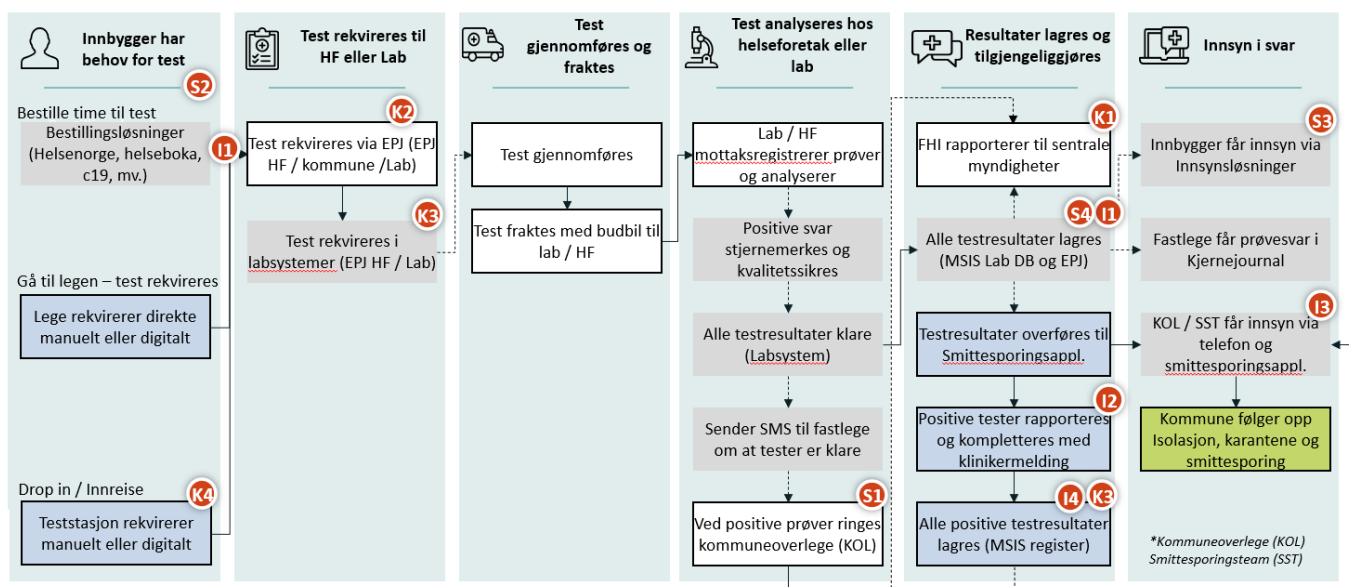 Innbygger har
behov for test
S2
Bestille time til test
Bestillingsløsninger
(Helsenorge, helseboka,
c19, mv.)
I1
Gå til legen – test rekvireres
Lege rekvirerer direkte
manuelt eller digitalt
Drop in / Innreise
K4
Teststasjon rekvirerer
manuelt eller digitalt
Test rekvireres til
HF eller Lab
K2
Test rekvireres via EPJ (EPJ
HF / kommune /Lab)
K3
Test rekvireres i
labsystemer (EPJ HF / Lab)
Test
gjennomføres og
fraktes
Test gjennomføres
Test fraktes med budbil til
lab / HF
Test analyseres hos
helseforetak eller
lab
Lab / HF
mottaksregistrerer prøver
og analyserer
Positive svar
stjernemerkes og
kvalitetssikres
Alle testresultater klare
(Labsystem)
Sender SMS til fastlege
om at tester er klare
S1
Ved positive prøver ringes
kommuneoverlege (KOL)
Resultater lagres og
tilgjengeliggjøres
K1
FHI rapporterer til sentrale
myndigheter
S4
I1
Alle testresultater lagres
(MSIS Lab DB og EPJ)
Testresultater overføres til
Smittesporingsappl.
I2
Positive tester rapporteres
og kompletteres med
klinikermelding
I4
K3
Alle positive testresultater
lagres (MSIS register)
Innsyn i svar
S3
Innbygger får innsyn via
Innsynsløsninger
Fastlege får prøvesvar i
Kjernejournal
I3
KOL / SST får innsyn via
telefon og
smittesporingsappl.
Kommune følger opp
Isolasjon, karantene og
smittesporing
*Kommuneoverlege (KOL)
Smittesporingsteam (SST)